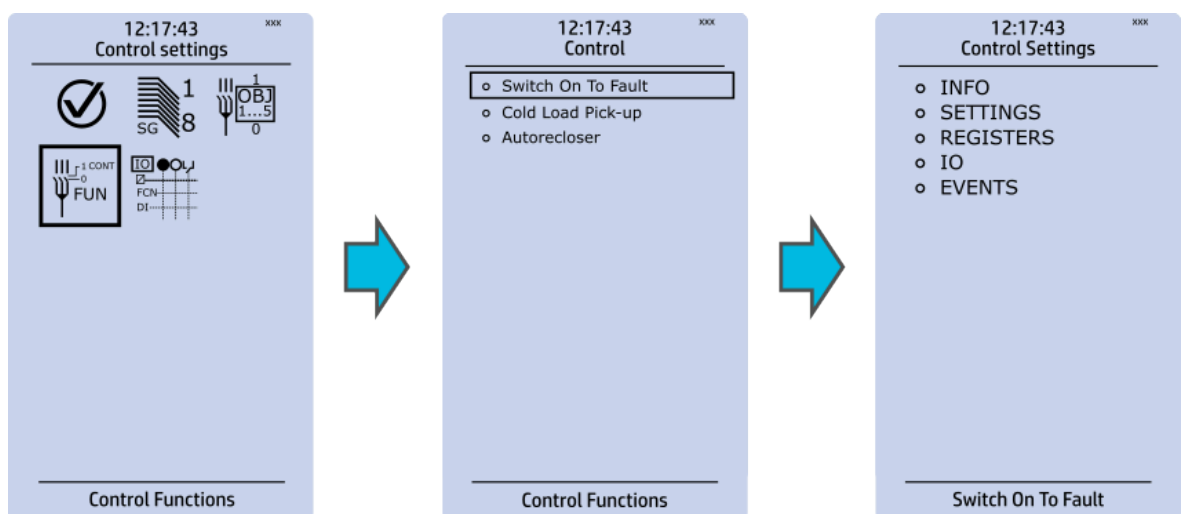 12:17:43 xxx
Control settings
1
SG 8
1
OBJ
1...5
0
1 CONT
0
FUN
IO
FCN
DI
Control Functions
12:17:43 xxx
Control
Switch On To Fault
Cold Load Pick-up
Autorecloser
Control Functions
12:17:43 xxx
Control Settings
INFO
SETTINGS
REGISTERS
IO
EVENTS
Switch On To Fault